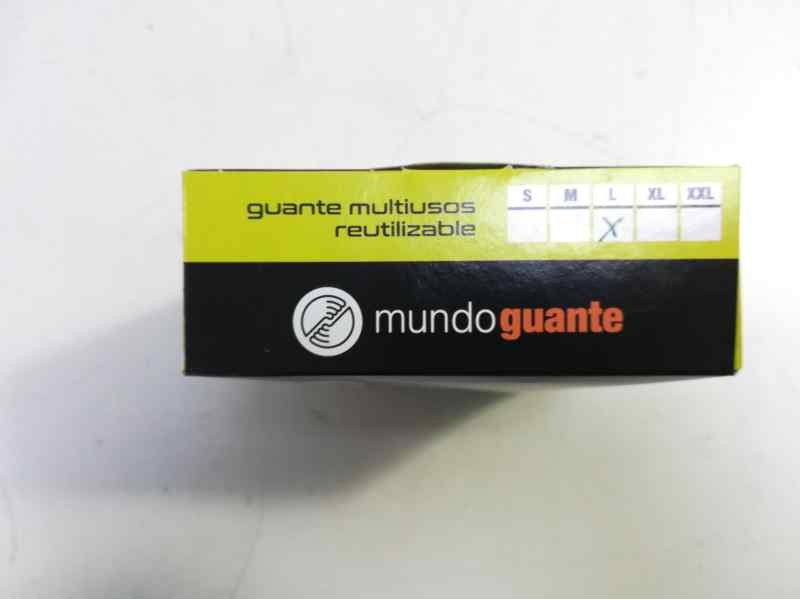 guante multiusos
reutilizable
S M L XL XXL
X
mundoguante